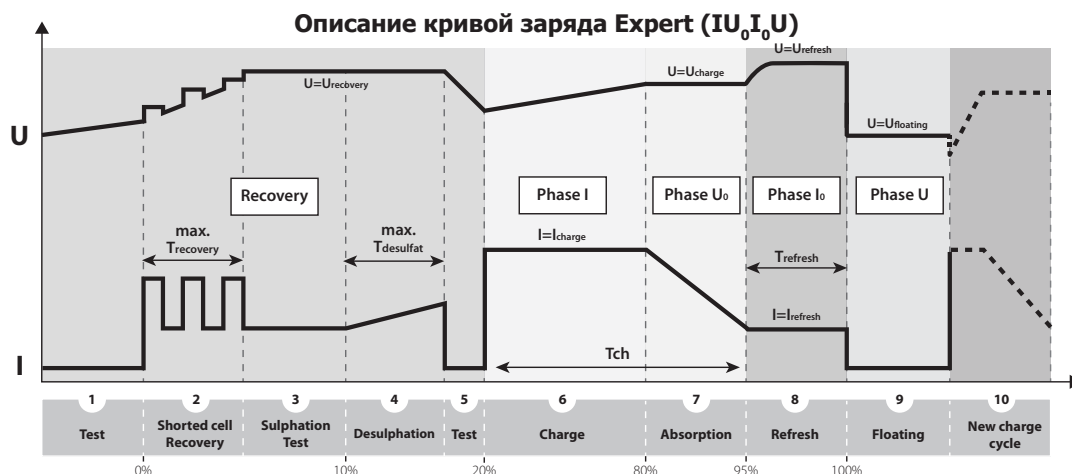 Описание кривой заряда Expert (IU0I0U)
U=Urefresh
U=Urecovery
U=Ucharge
U
U=Ufloating
Recovery
Phase I
Phase U0
Phase I0
Phase U
max.
Trecovery
max.
Tdesulfat
I=Icharge
Trefresh
I=Irefresh
I
Tch
1
2
3
4
5
6
7
8
9
10
Test
Shorted cell
Recovery
Sulphation
Test
Desulphation
Test
Charge
Absorption
Refresh
Floating
New charge
cycle
0%
10%
20%
80%
95%
100%